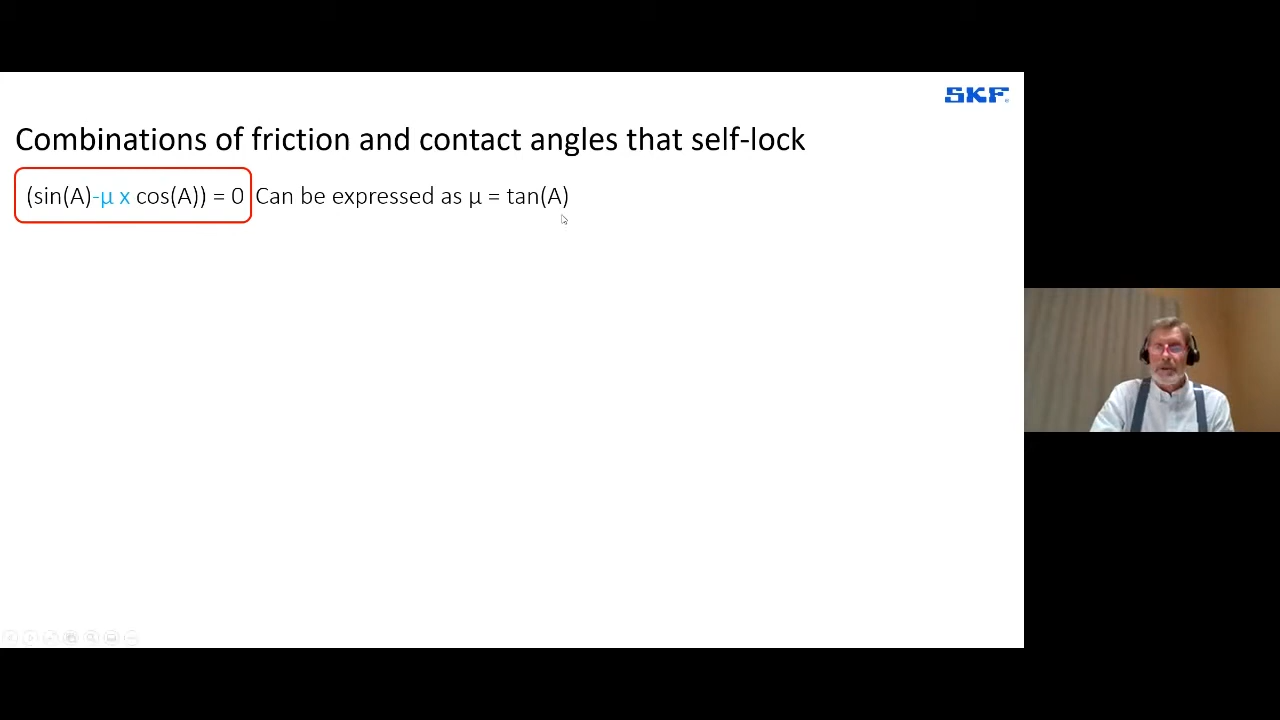 SKF
Combinations of friction and contact angles that self-lock
(sin(A)-μ x cos(A)) = 0 Can be expressed as μ = tan(A)